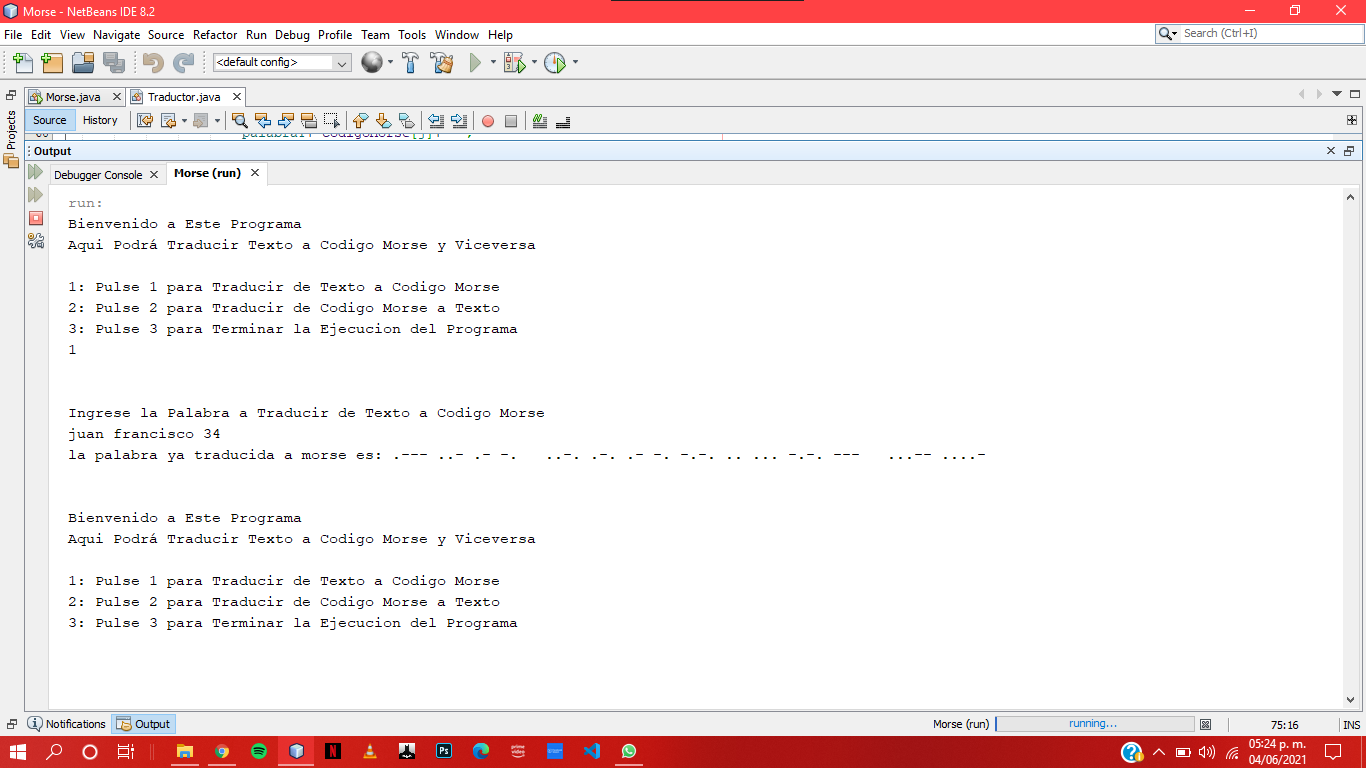 Morse - NetBeans IDE 8.2
File Edit View Navigate Source Refactor Run Debug Profile Team Tools Window Help
Search (Ctrl+I)
<default config>
Morse.java Traductor.java
Projects
Source History
Output
Debugger Console Morse (run)
run:
Bienvenido a Este Programa
Aqui Podrá Traducir Texto a Codigo Morse y Viceversa
1: Pulse 1 para Traducir de Texto a Codigo Morse
2: Pulse 2 para Traducir de Codigo Morse a Texto
3: Pulse 3 para Terminar la Ejecucion del Programa
1
Ingrese la Palabra a Traducir de Texto a Codigo Morse
juan francisco 34
la palabra ya traducida a morse es: .--- ..- .- -.   ..-. .-. .- -. -.-. .. ... -.-. ---   ...-- ....-
Bienvenido a Este Programa
Aqui Podrá Traducir Texto a Codigo Morse y Viceversa
1: Pulse 1 para Traducir de Texto a Codigo Morse
2: Pulse 2 para Traducir de Codigo Morse a Texto
3: Pulse 3 para Terminar la Ejecucion del Programa
Notifications Output Morse (run) running... 75:16 INS
05:24 p. m.
04/06/2021